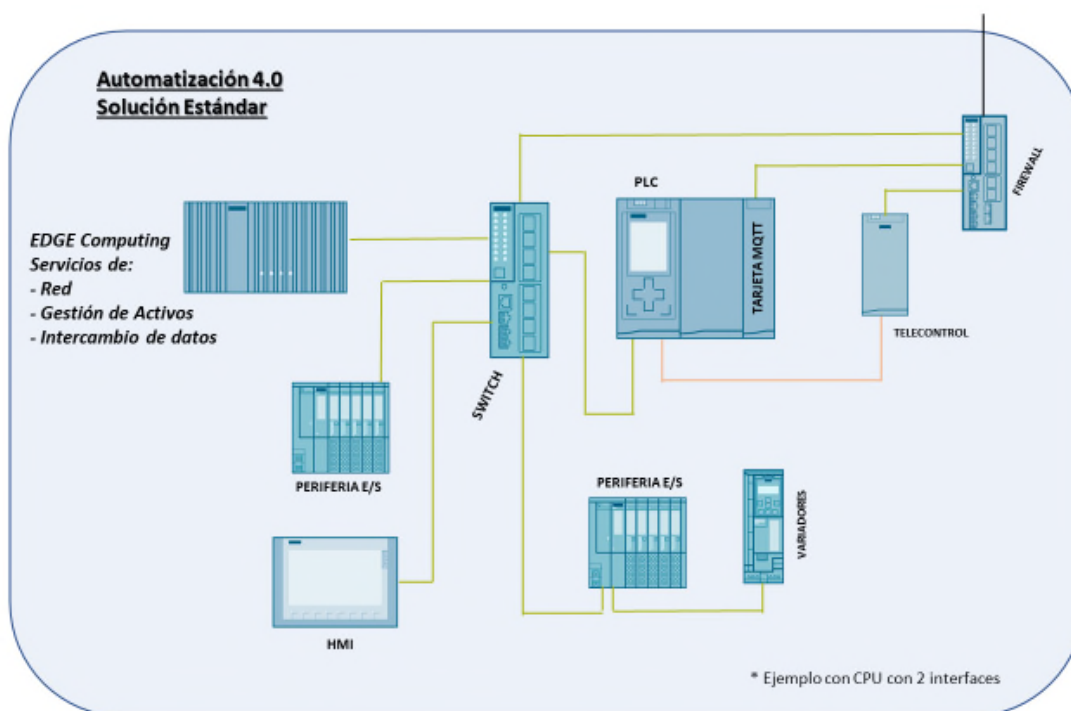 Automatización 4.0
Solución Estándar
EDGE Computing
Servicios de:
- Red
- Gestión de Activos
- Intercambio de datos
PLC
TARJETA MQTT
FIREWALL
TELECONTROL
SWITCH
PERIFERIA E/S
PERIFERIA E/S
VARIADORES
HMI
* Ejemplo con CPU con 2 interfaces